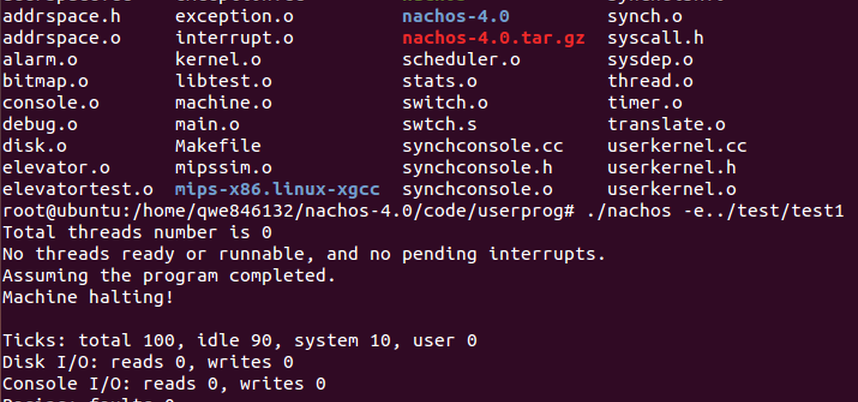 addrspace.h exception.o nachos-4.0 synch.o
addrspace.o interrupt.o nachos-4.0.tar.gz syscall.h
alarm.o kernel.o scheduler.o sysdep.o
bitmap.o libtest.o stats.o thread.o
console.o machine.o switch.o timer.o
debug.o main.o swtch.s translate.o
disk.o Makefile synchconsole.cc userkernel.cc
elevator.o mipssim.o synchconsole.h userkernel.h
elevatortest.o mips-x86.linux-xgcc synchconsole.o userkernel.o
root@ubuntu:/home/qwe846132/nachos-4.0/code/userprog# ./nachos -e../test/test1
Total threads number is 0
No threads ready or runnable, and no pending interrupts.
Assuming the program completed.
Machine halting!
Ticks: total 100, idle 90, system 10, user 0
Disk I/O: reads 0, writes 0
Console I/O: reads 0, writes 0